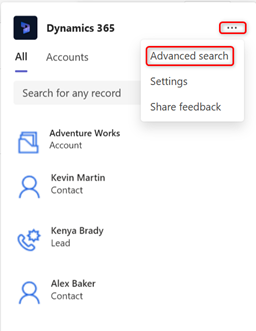 Dynamics 365
...
Advanced search
All
Accounts
Settings
Search for any record
Share feedback
Adventure Works
Account
Kevin Martin
Contact
Kenya Brady
Lead
Alex Baker
Contact